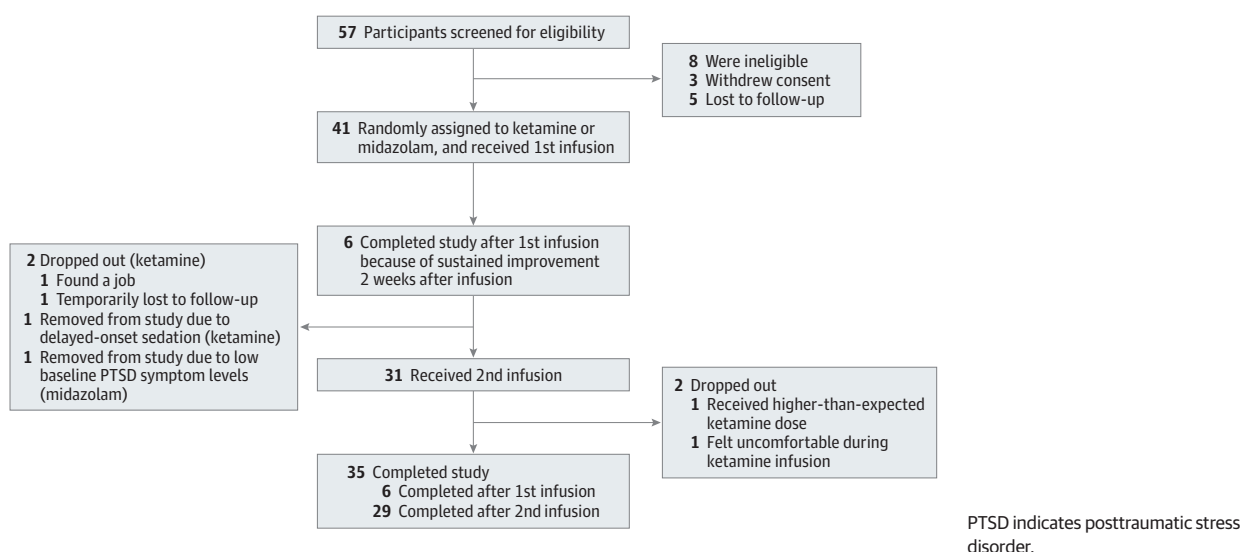 57 Participants screened for eligibility
8 Were ineligible
3 Withdrew consent
5 Lost to follow-up
41 Randomly assigned to ketamine or
midazolam, and received 1st infusion
6 Completed study after 1st infusion
because of sustained improvement
2 weeks after infusion
2 Dropped out (ketamine)
1 Found a job
1 Temporarily lost to follow-up
1 Removed from study due to
delayed-onset sedation (ketamine)
1 Removed from study due to low
baseline PTSD symptom levels
(midazolam)
31 Received 2nd infusion
2 Dropped out
1 Received higher-than-expected
ketamine dose
1 Felt uncomfortable during
ketamine infusion
35 Completed study
6 Completed after 1st infusion
29 Completed after 2nd infusion
PTSD indicates posttraumatic stress
disorder.